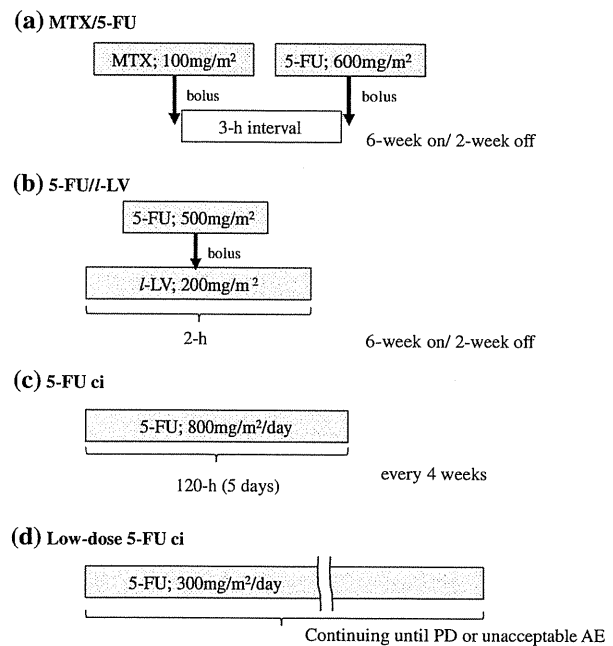 (a) MTX/5-FU
MTX; 100mg/m² 5-FU; 600mg/m²
bolus bolus
3-h interval
6-week on/ 2-week off
(b) 5-FU/l-LV
5-FU; 500mg/m²
bolus
l-LV; 200mg/m²
2-h
6-week on/ 2-week off
(c) 5-FU ci
5-FU; 800mg/m²/day
120-h (5 days)
every 4 weeks
(d) Low-dose 5-FU ci
5-FU; 300mg/m²/day
Continuing until PD or unacceptable AE